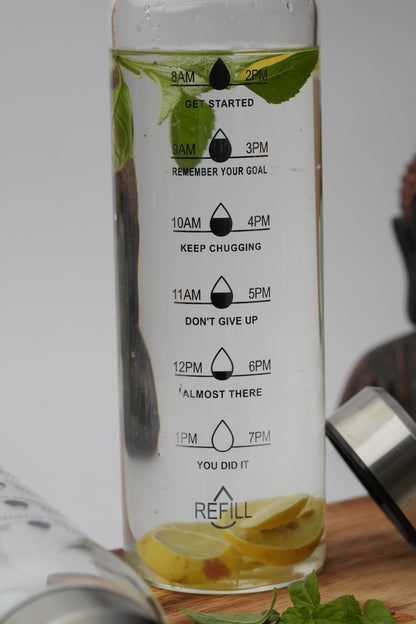 8AM 2PM
GET STARTED
9AM 3PM
REMEMBER YOUR GOAL
10AM 4PM
KEEP CHUGGING
11AM 5PM
DON'T GIVE UP
12PM 6PM
ALMOST THERE
1PM 7PM
YOU DID IT
REFILL